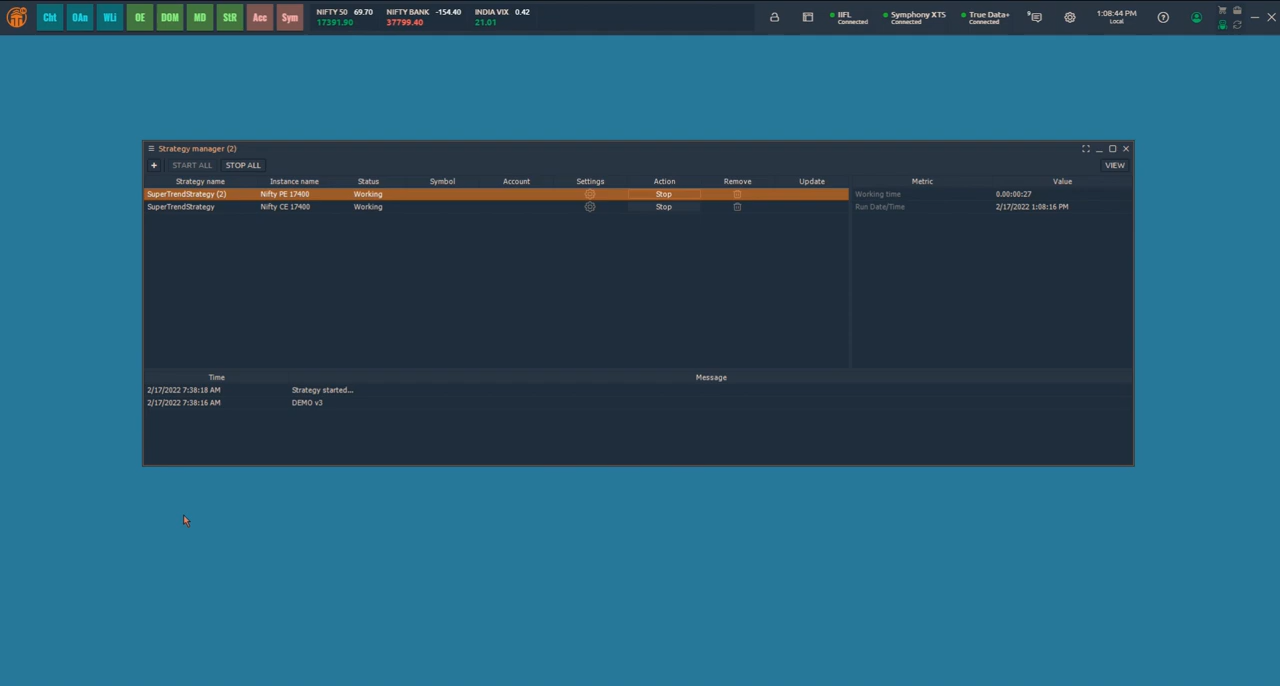 Cht OAn WLi OE DOM MD StR Acc Sym
NIFTY 50 69.70 NIFTY BANK -154.40 INDIA VIX 0.42
17391.90 37799.40 21.01
IIFL Symphony XTS True Data+ 1:08:44 PM
Connected Connected Connected Local
Strategy manager (2)
+ START ALL STOP ALL VIEW
Strategy name Instance name Status Symbol Account Settings Action Remove Update Metric Value
SuperTrendStrategy (2) Nifty PE 17400 Working Stop Working time 0.00:00:27
SuperTrendStrategy Nifty CE 17400 Working Stop Run Date/Time 2/17/2022 1:08:16 PM
Time Message
2/17/2022 7:38:18 AM Strategy started...
2/17/2022 7:38:16 AM DEMO v3